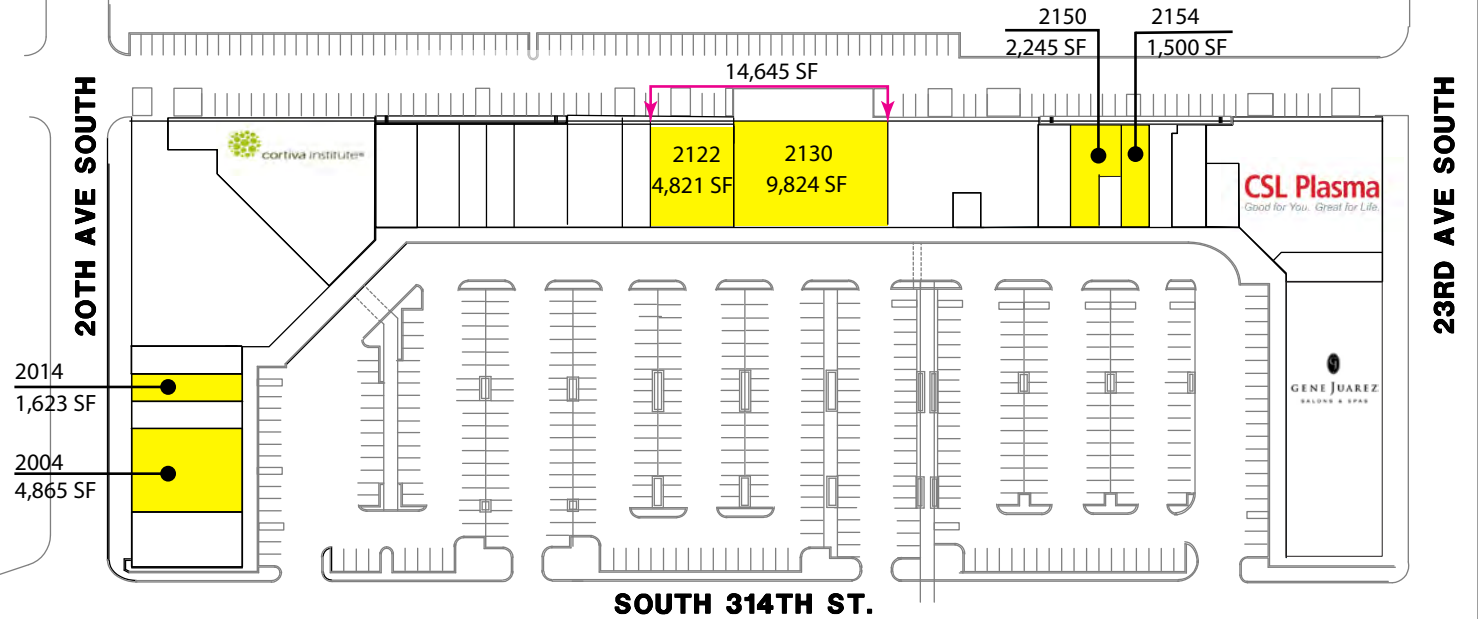 2150
2,245 SF
2154
1,500 SF
14,645 SF
20TH AVE SOUTH
cortiva institute
2122
4,821 SF
2130
9,824 SF
CSL Plasma
Good for You. Great for Life.
23RD AVE SOUTH
2014
1,623 SF
2004
4,865 SF
GJ
GENE JUAREZ
SALONS & SPAS
SOUTH 314TH ST.